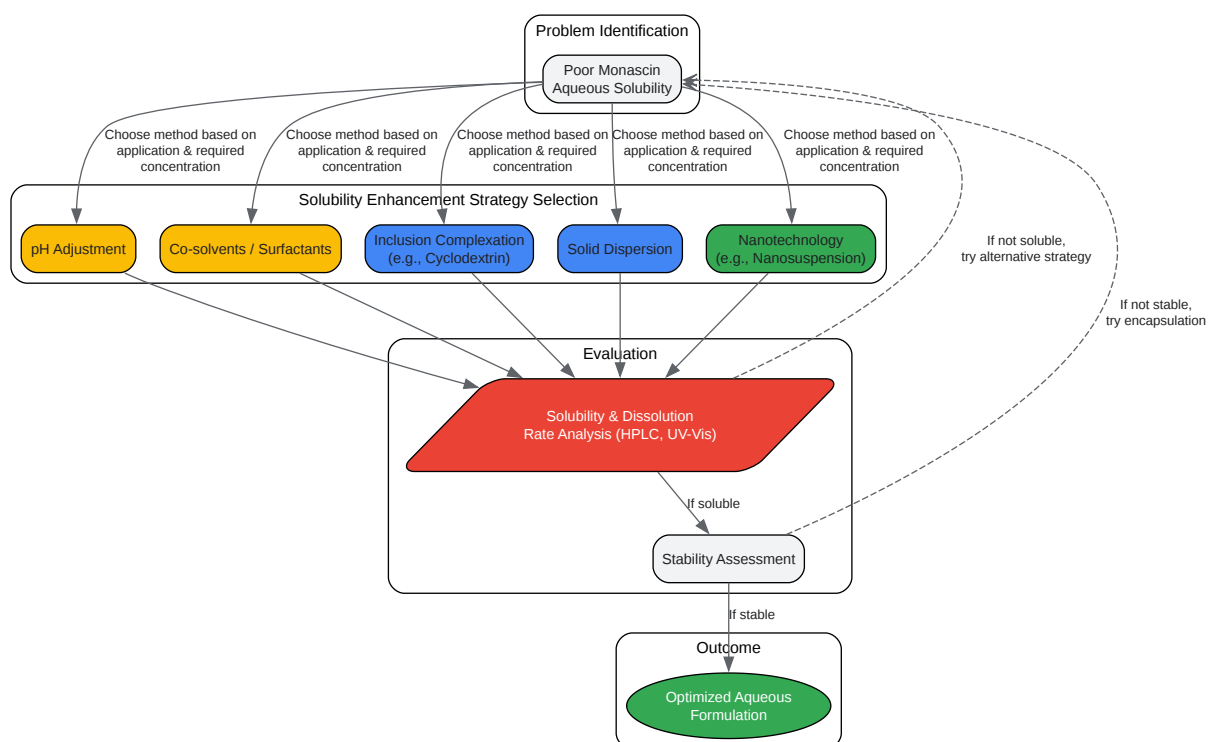 Problem Identification
Poor Monascin
Aqueous Solubility
Choose method based on
application & required
concentration
Choose method based on
application & required
concentration
Choose method based on
application & required
concentration
Choose method based on
application & required
concentration
Choose method based on
application & required
concentration
Solubility Enhancement Strategy Selection
pH Adjustment
Co-solvents / Surfactants
Inclusion Complexation
(e.g., Cyclodextrin)
Solid Dispersion
Nanotechnology
(e.g., Nanosuspension)
If not soluble,
try alternative strategy
If not stable,
try encapsulation
Evaluation
Solubility & Dissolution
Rate Analysis (HPLC, UV-Vis)
If soluble
Stability Assessment
If stable
Outcome
Optimized Aqueous
Formulation